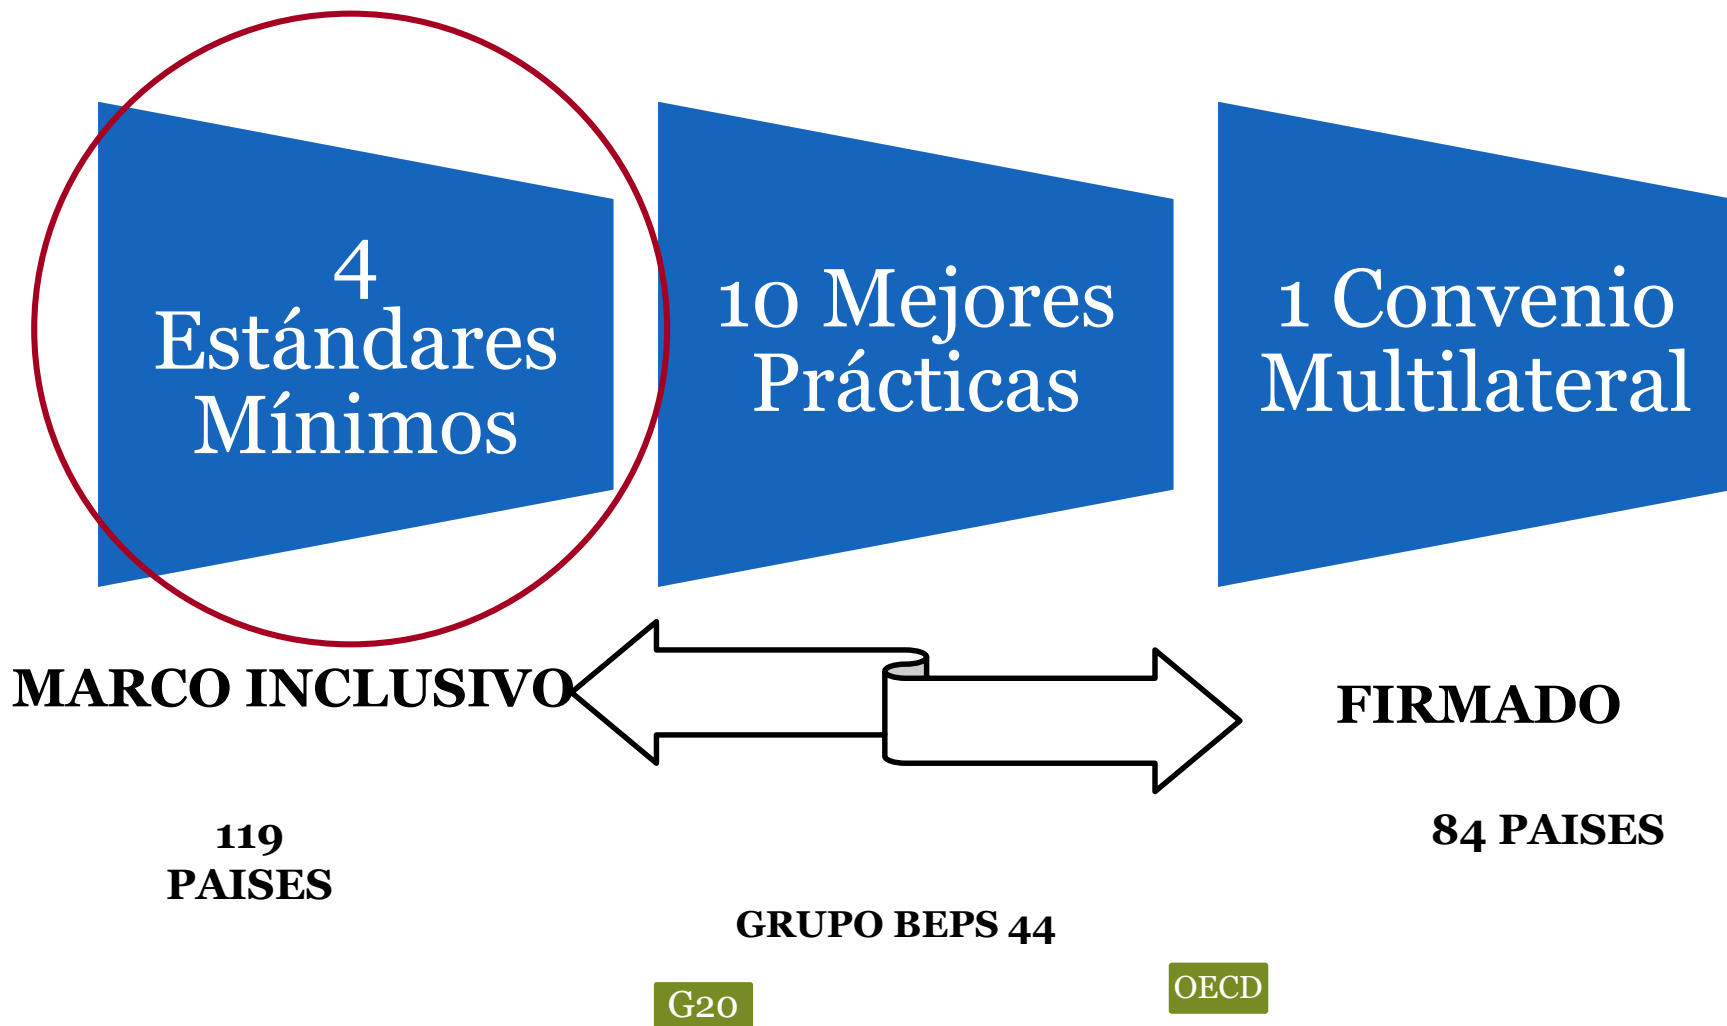 4
Estándares
Mínimos
10 Mejores
Prácticas
1 Convenio
Multilateral
MARCO INCLUSIVO
FIRMADO
119
PAISES
84 PAISES
GRUPO BEPS 44
G20
OECD